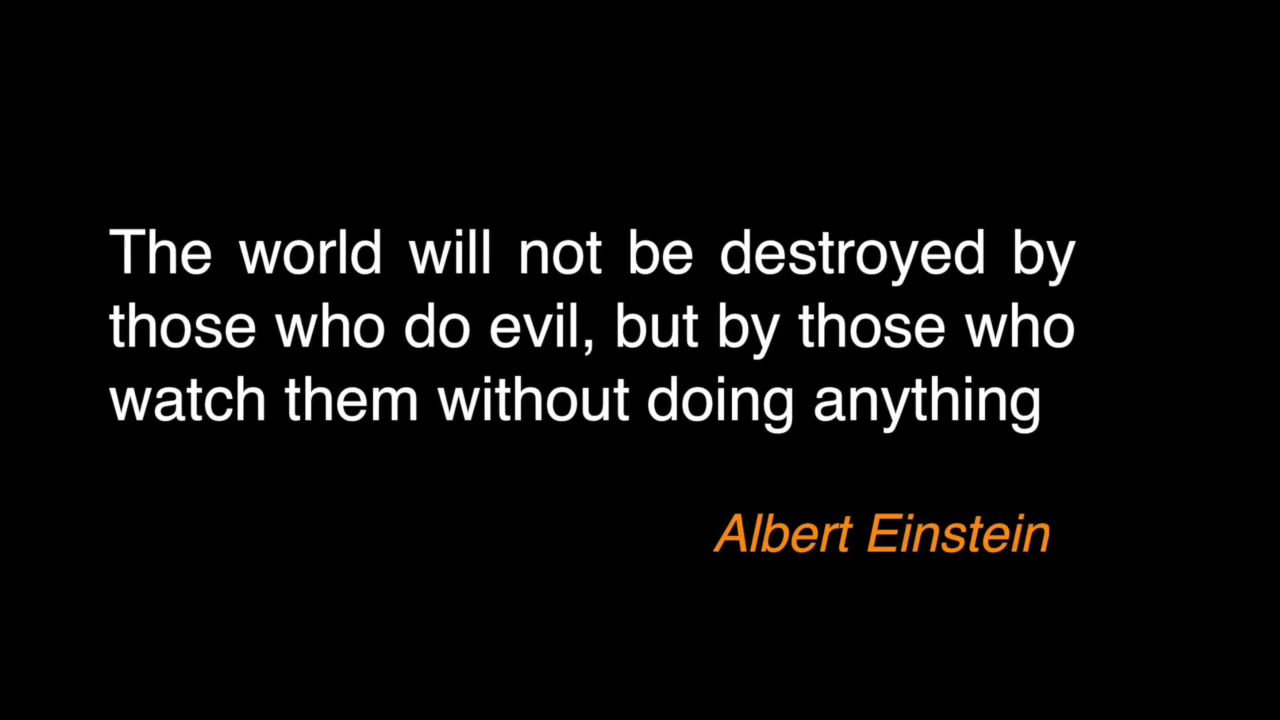 The world will not be destroyed by
those who do evil, but by those who
watch them without doing anything
Albert Einstein